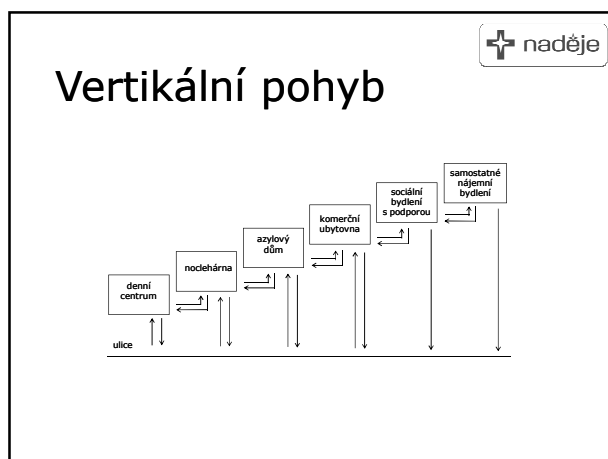 naděje
Vertikální pohyb
samostatné
nájemní
bydlení
sociální
bydlení
s podporou
komerční
ubytovna
azylový
dům
noclehárna
denní
centrum
ulice